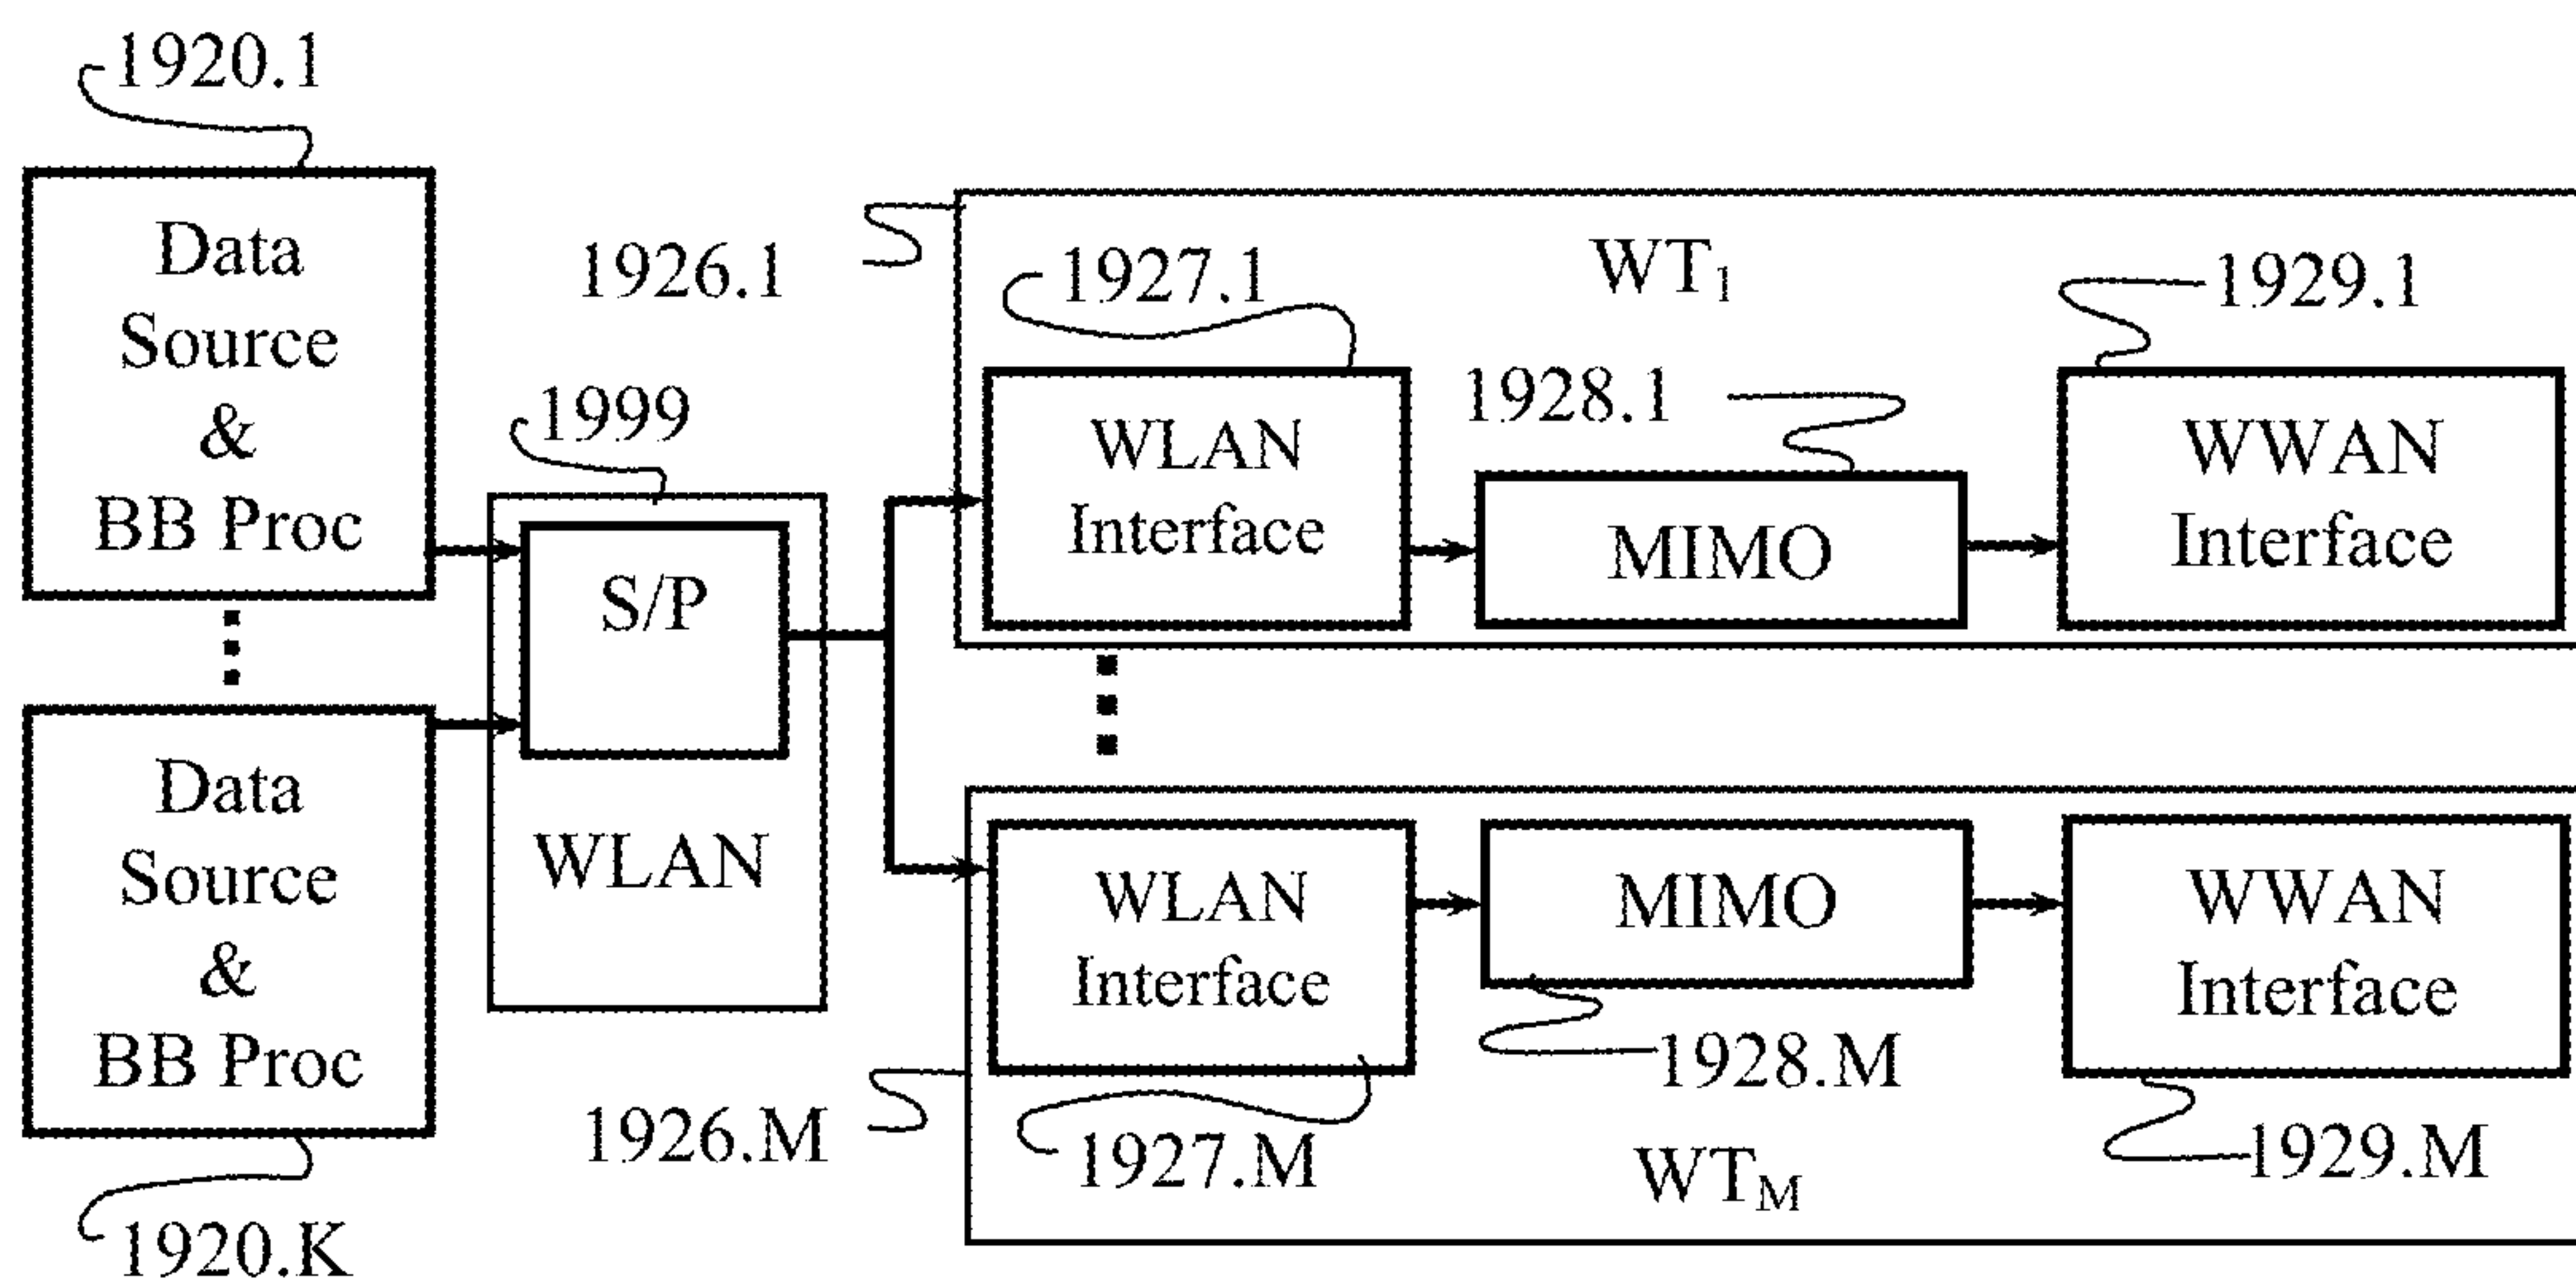 1920.1
Data
Source
&
BB Proc
1999
S/P
WLAN
Data
Source
&
BB Proc
1920.K
1926.1
WT1
1927.1
WLAN
Interface
1928.1
MIMO
1929.1
WWAN
Interface
WLAN
Interface
1926.M
1927.M
MIMO
1928.M
WWAN
Interface
1929.M
WTM